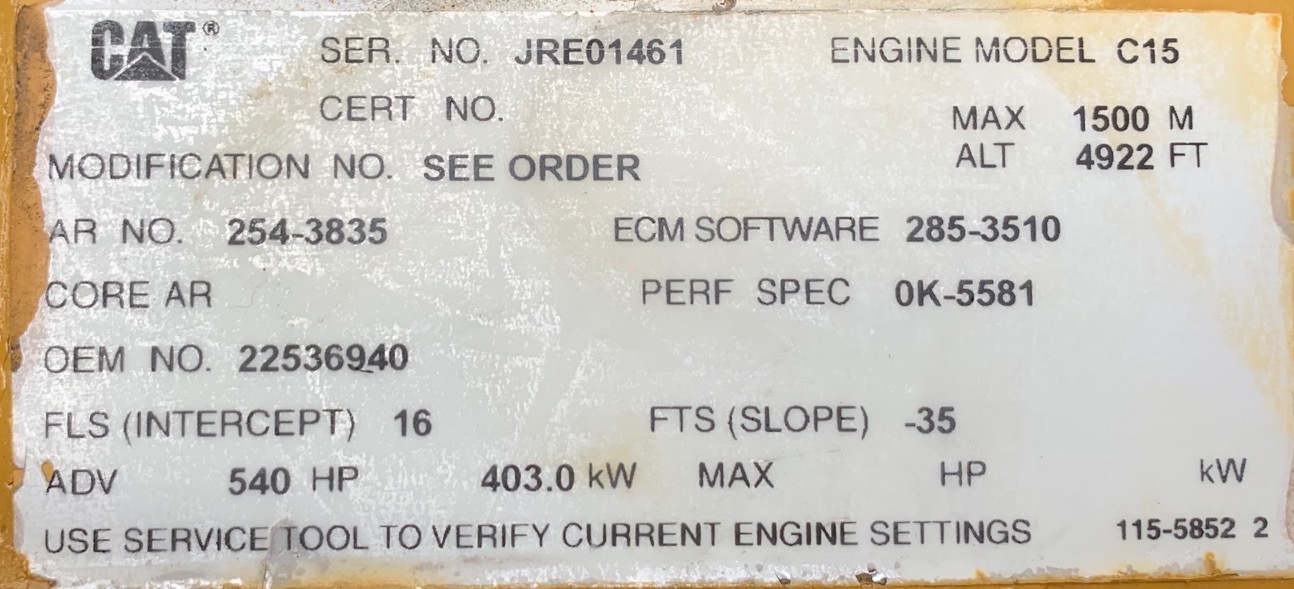 CAT® SER. NO. JRE01461 ENGINE MODEL C15
CERT NO.
MAX 1500 M
MODIFICATION NO. SEE ORDER ALT 4922 FT
AR NO. 254-3835 ECM SOFTWARE 285-3510
CORE AR PERF SPEC 0K-5581
OEM NO. 22536940
FLS (INTERCEPT) 16 FTS (SLOPE) -35
ADV 540 HP 403.0 kW MAX HP kW
USE SERVICE TOOL TO VERIFY CURRENT ENGINE SETTINGS 115-5852 2